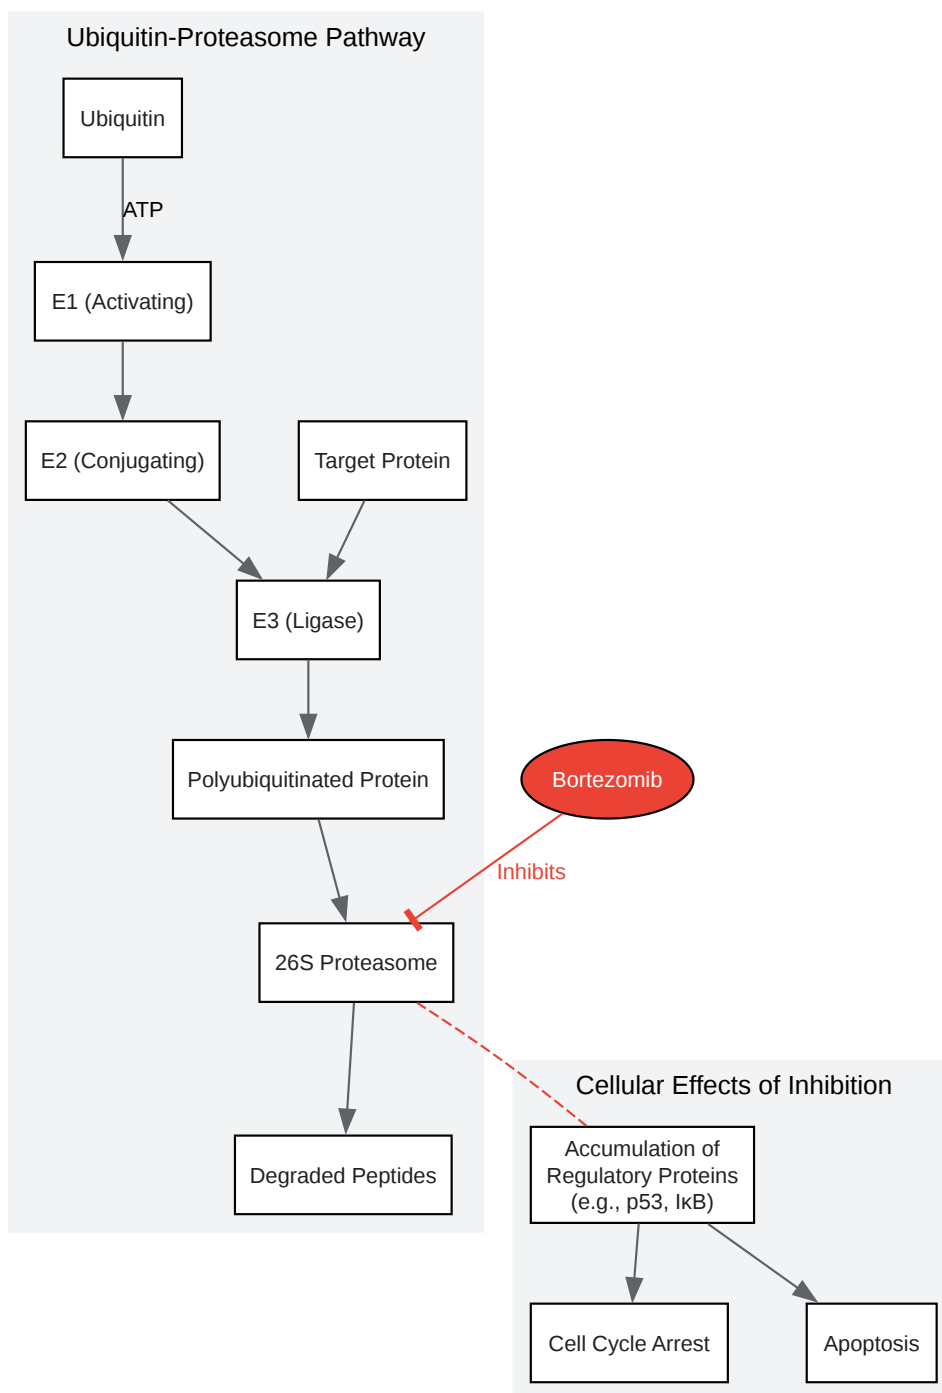 Ubiquitin-Proteasome Pathway
Ubiquitin
ATP
E1 (Activating)
E2 (Conjugating)
Target Protein
E3 (Ligase)
Polyubiquitinated Protein
Bortezomib
Inhibits
26S Proteasome
Degraded Peptides
Cellular Effects of Inhibition
Accumulation of
Regulatory Proteins
(e.g., p53, IκB)
Cell Cycle Arrest
Apoptosis